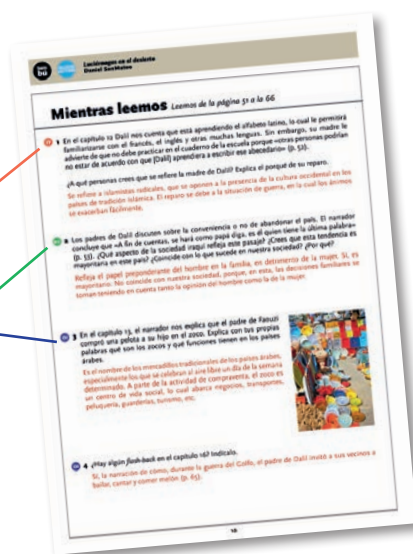 bam
bú
Luciérnagas en el desierto
Daniel SanMateo
Mientras leemos Leemos de la página 51 a la 66
1 En el capítulo 12 Dalil nos cuenta que está aprendiendo el alfabeto latino, lo cual le permitirá
familiarizarse con el francés, el inglés y otras muchas lenguas. Sin embargo, su madre le
advierte de que no debe practicar en el cuaderno de la escuela porque «otras personas podrían
no estar de acuerdo con que [Dalil] aprendiera a escribir ese abecedario» (p. 52).
¿A qué personas crees que se refiere la madre de Dalil? Explica el porqué de su reparo.
Se refiere a islamistas radicales, que se oponen a la presencia de la cultura occidental en los
países de tradición islámica. El reparo se debe a la situación de guerra, en la cual los ánimos
se exacerban fácilmente.
2 Los padres de Dalil discuten sobre la conveniencia o no de abandonar el país. El narrador
concluye que «A fin de cuentas, se hará como papá diga, es el quien tiene la última palabra»
(p. 53). ¿Qué aspecto de la sociedad iraquí refleja este pasaje? ¿Crees que esta tendencia es
mayoritaria en este país? ¿Coincide con lo que sucede en nuestra sociedad? ¿Por qué?
Refleja el papel preponderante del hombre en la familia, en detrimento de la mujer. Sí, es
mayoritario. No coincide con nuestra sociedad, porque, en esta, las decisiones familiares se
toman teniendo en cuenta tanto la opinión del hombre como la de la mujer.
3 En el capítulo 13, el narrador nos explica que el padre de Faouzi
compró una pelota a su hijo en el zoco. Explica con tus propias
palabras qué son los zocos y qué funciones tienen en los países
árabes.
Es el nombre de los mercadillos tradicionales de los países árabes,
especialmente los que se celebran al aire libre un día de la semana
determinado. A parte de la actividad de compraventa, el zoco es
un centro de vida social, lo cual abarca negocios, transportes,
peluquería, guarderías, turismo, etc.
4 ¿Hay algún flash-back en el capítulo 16? Indícalo.
Sí, la narración de cómo, durante la guerra del Golfo, el padre de Dalil invitó a sus vecinos a
bailar, cantar y comer melón (p. 65).